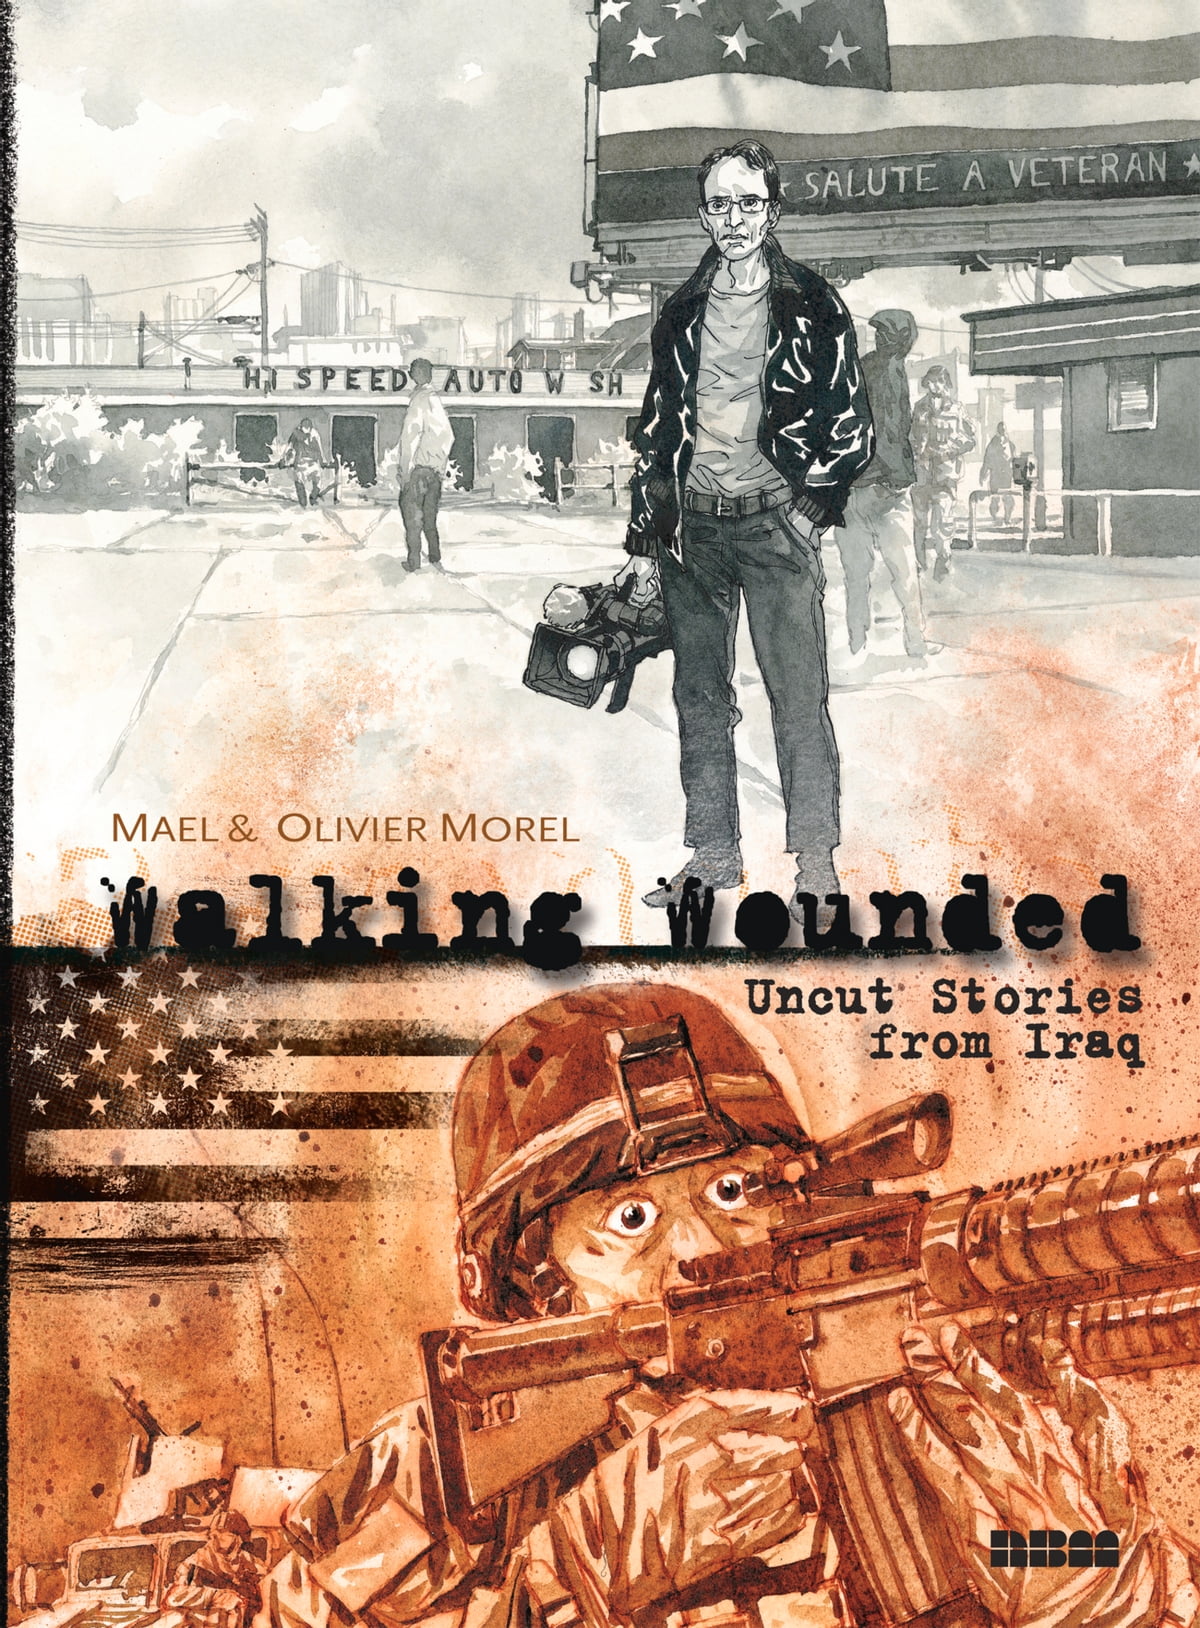 SALUTE A VETERAN
HI SPEED AUTO W SH
MAEL & OLIVIER MOREL
Walking Wounded
Uncut Stories
from Iraq
NBM